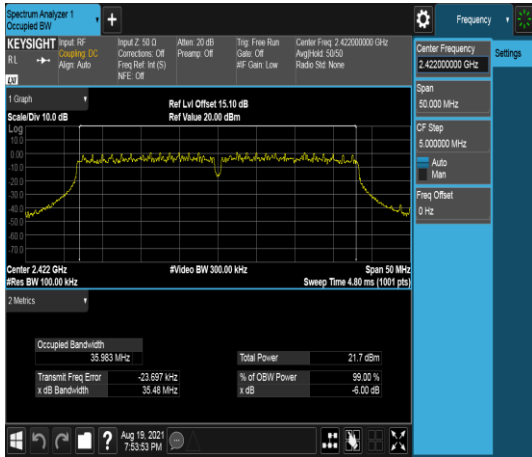 Spectrum Analyzer 1
Occupied BW
+
Frequency
KEYSIGHT
RL
LXI
Input: RF
Coupling: DC
Align: Auto
Input Z: 50 Ω
Corrections: Off
Freq Ref: Int (S)
NFE: Off
Atten: 20 dB
Preamp: Off
Trig: Free Run
Gate: Off
#IF Gain: Low
Center Freq: 2.422000000 GHz
Avg|Hold: 50/50
Radio Std: None
Center Frequency
2.422000000 GHz
Settings
Span
50.000 MHz
CF Step
5.000000 MHz
Auto
Man
Freq Offset
0 Hz
1 Graph
Scale/Div 10.0 dB
Ref Lvl Offset 15.10 dB
Ref Value 20.00 dBm
Log
10.0
0.00
-10.0
-20.0
-30.0
-40.0
-50.0
-60.0
-70.0
Center 2.422 GHz
#Res BW 100.00 kHz
#Video BW 300.00 kHz
Span 50 MHz
Sweep Time 4.80 ms (1001 pts)
2 Metrics
Occupied Bandwidth
35.983 MHz
Total Power 21.7 dBm
Transmit Freq Error -23.697 kHz
% of OBW Power 99.00 %
x dB Bandwidth 35.48 MHz
x dB -6.00 dB
?
Aug 19, 2021
7:53:53 PM